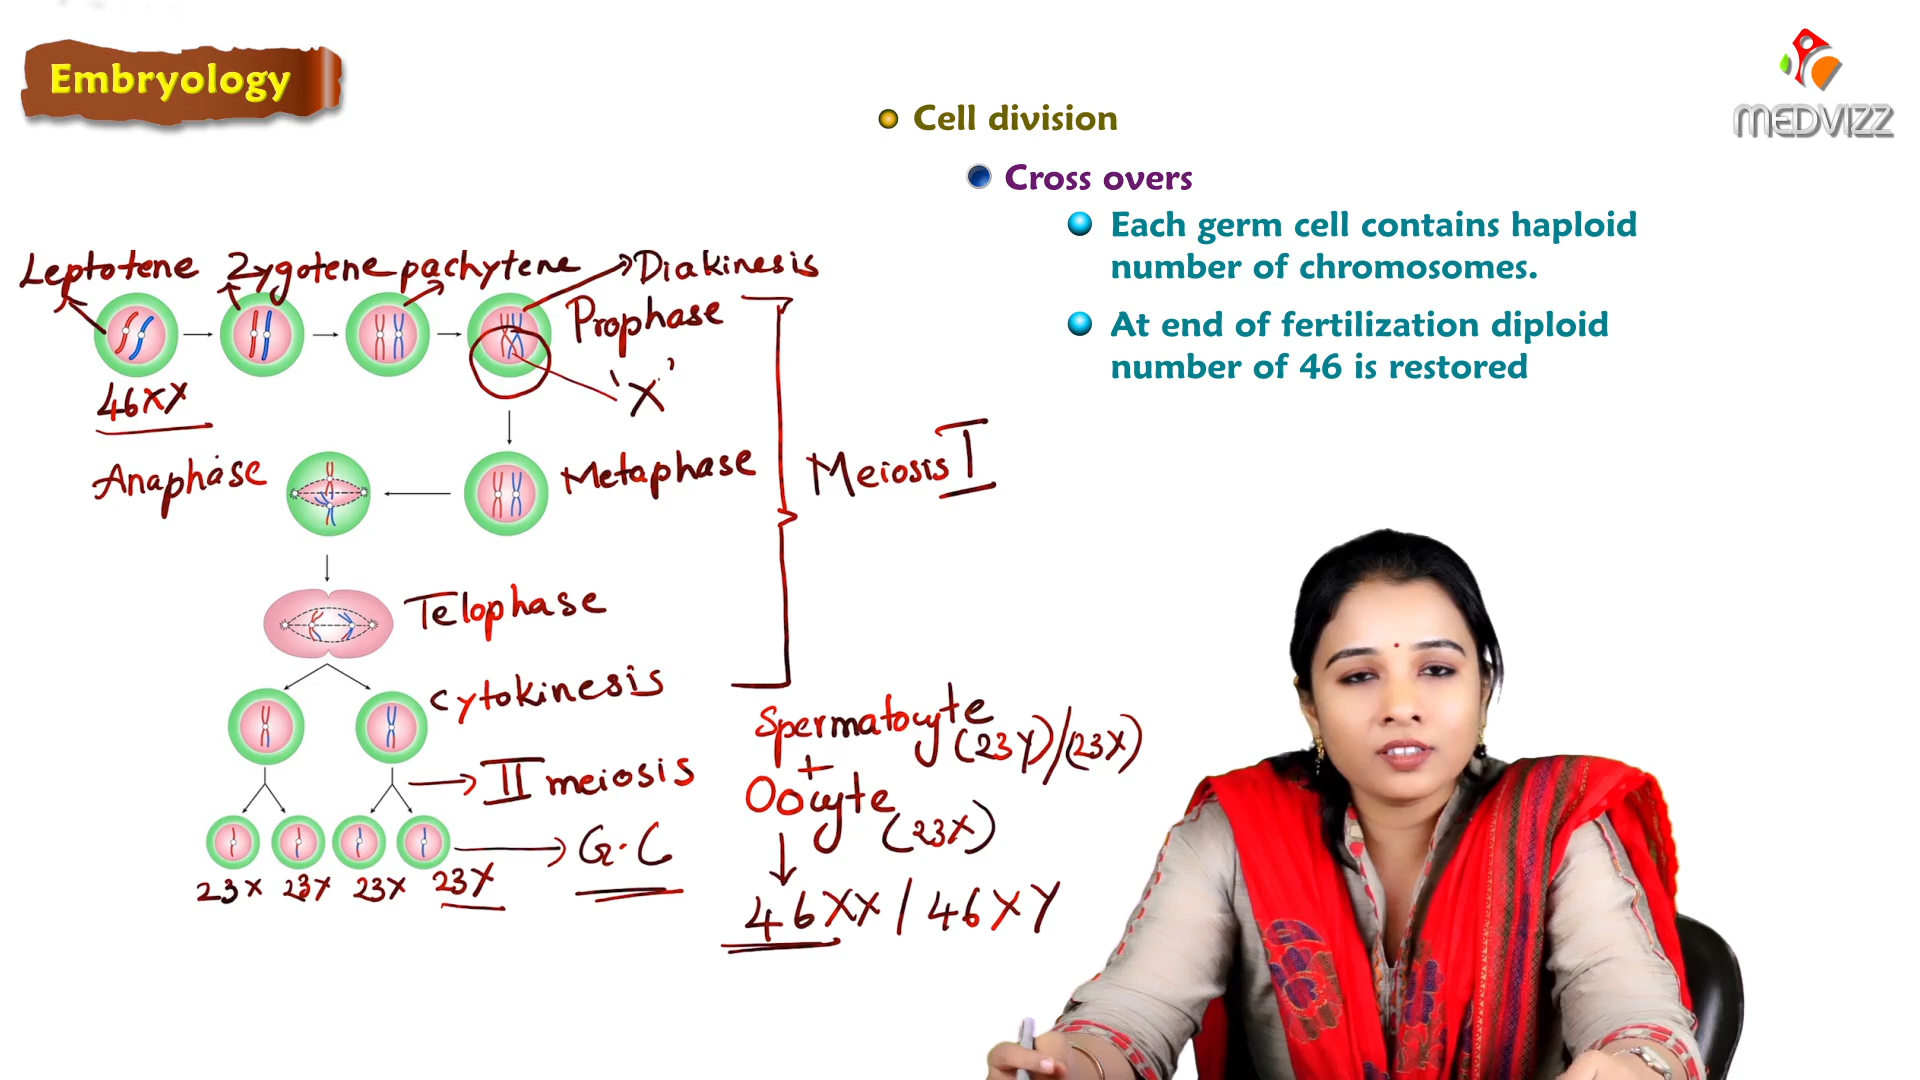 Embryology
MEDVIZZ
Cell division
Cross overs
Each germ cell contains haploid
number of chromosomes.
At end of fertilization diploid
number of 46 is restored
Leptotene Zygotene pachytene Diakinesis
Prophase
'X'
46XX
Anaphase
Metaphase
Meiosis I
Telophase
Cytokinesis
II meiosis
G.C
23X 23X 23X 23X
Spermatocyte
(23Y)/(23X)
+
Oocyte
(23X)
46XX / 46XY